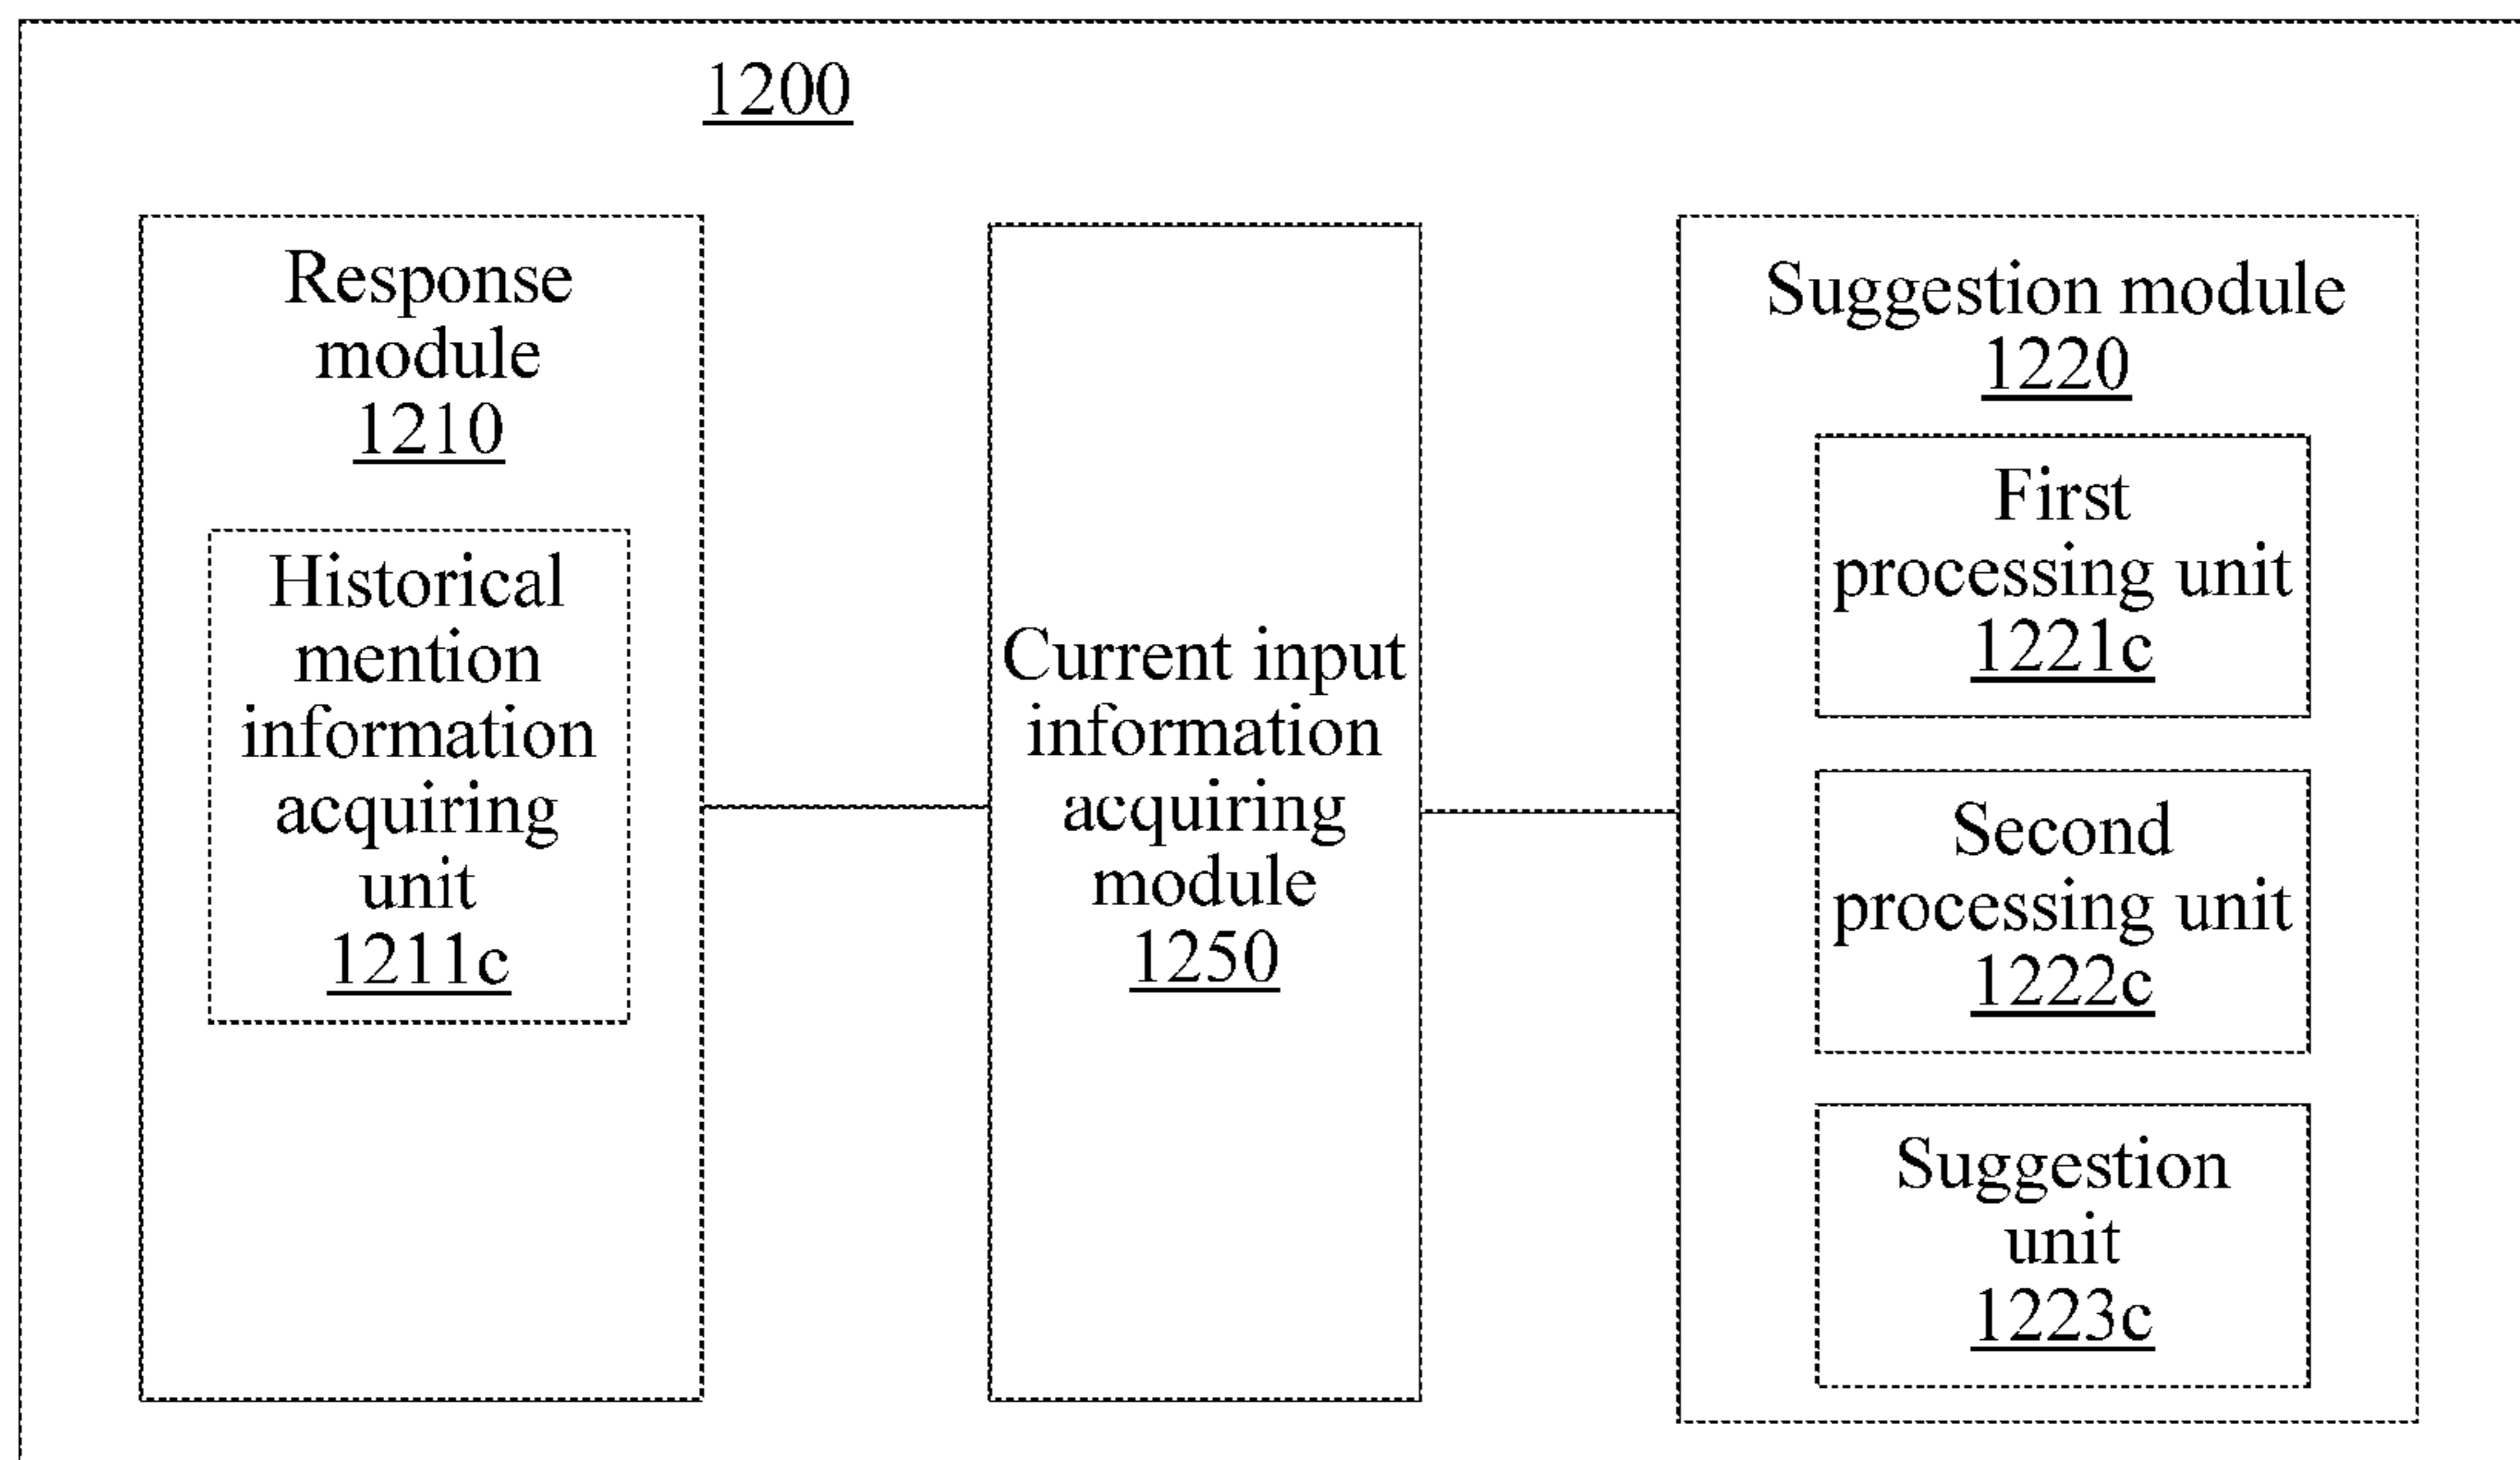 1200
Response
module
1210
Historical
mention
information
acquiring
unit
1211c
Current input
information
acquiring
module
1250
Suggestion module
1220
First
processing unit
1221c
Second
processing unit
1222c
Suggestion
unit
1223c